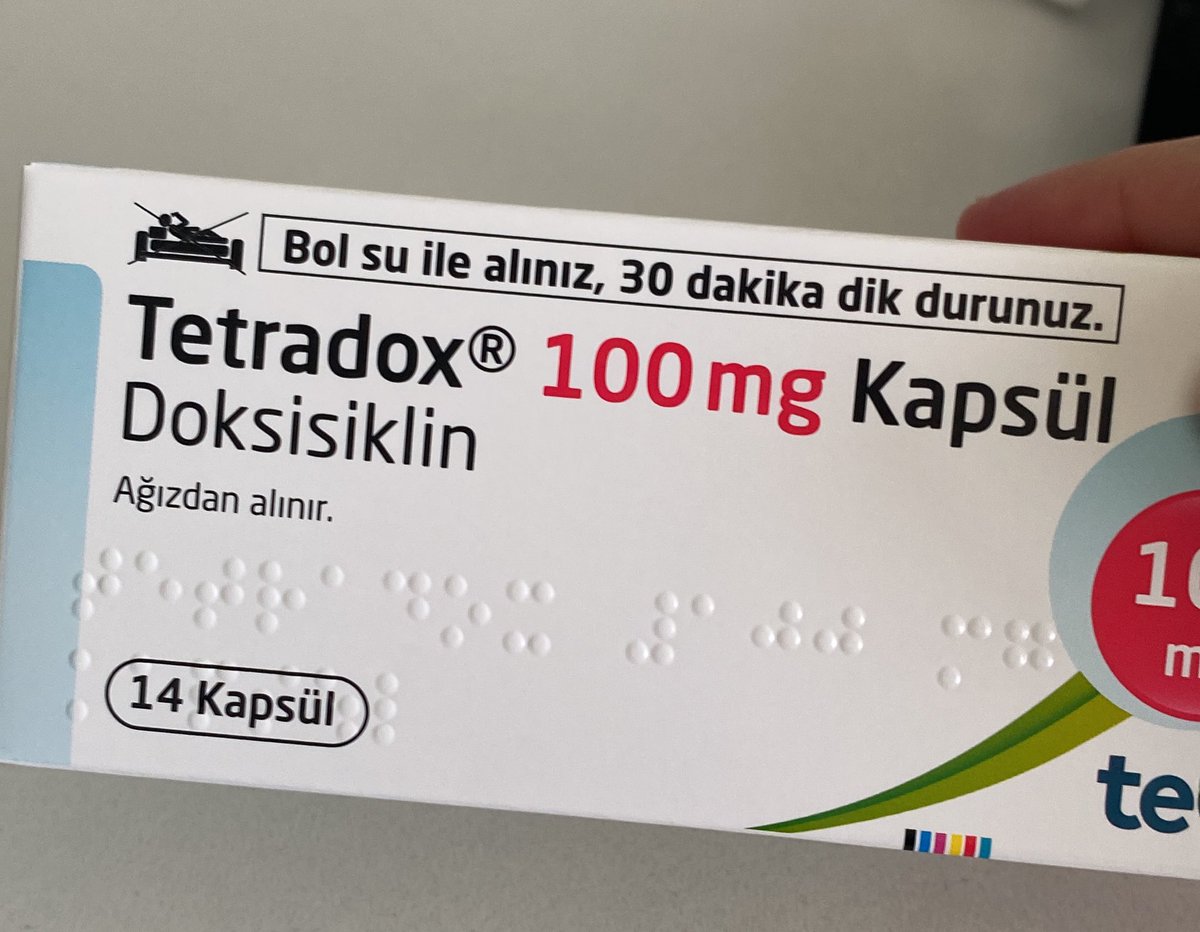 Bol su ile alınız, 30 dakika dik durunuz.
Tetradox® 100 mg Kapsül
Doksisiklin
Ağızdan alınır.
14 Kapsül